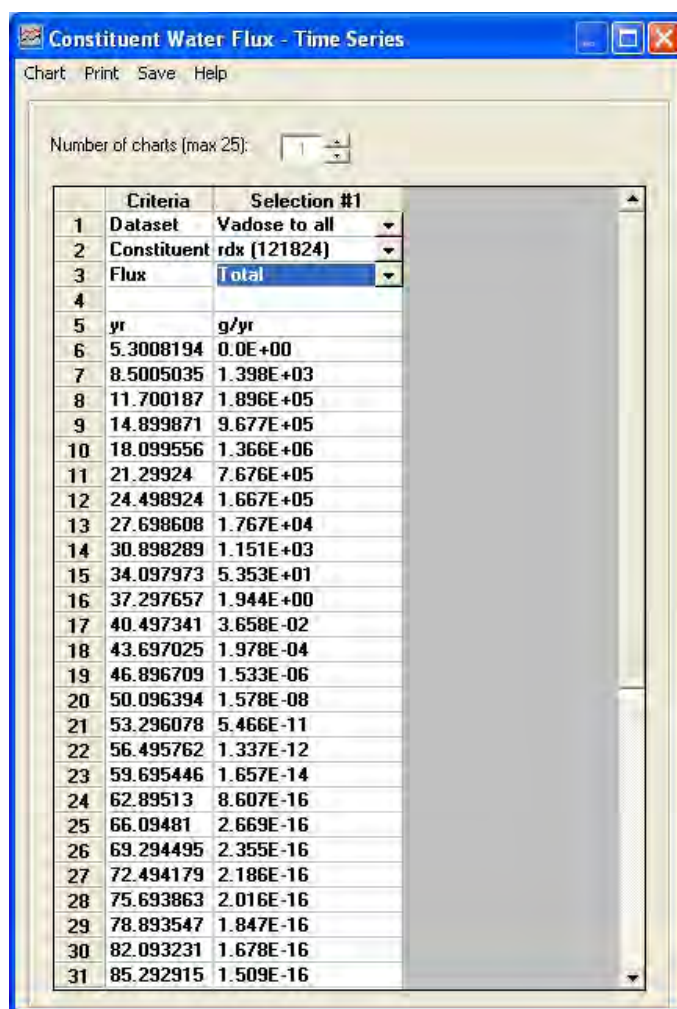 Constituent Water Flux - Time Series
Chart Print Save Help
Number of charts (max 25): 1
Criteria Selection #1
1 Dataset Vadose to all
2 Constituent rdx (121824)
3 Flux Total
4
5 yr g/yr
6 5.3008194 0.0E+00
7 8.5005035 1.398E+03
8 11.700187 1.896E+05
9 14.899871 9.677E+05
10 18.099556 1.366E+06
11 21.29924 7.676E+05
12 24.498924 1.667E+05
13 27.698608 1.767E+04
14 30.898289 1.151E+03
15 34.097973 5.353E+01
16 37.297657 1.944E+00
17 40.497341 3.658E-02
18 43.697025 1.978E-04
19 46.896709 1.533E-06
20 50.096394 1.578E-08
21 53.296078 5.466E-11
22 56.495762 1.337E-12
23 59.695446 1.657E-14
24 62.89513 8.607E-16
25 66.09481 2.669E-16
26 69.294495 2.355E-16
27 72.494179 2.186E-16
28 75.693863 2.016E-16
29 78.893547 1.847E-16
30 82.093231 1.678E-16
31 85.292915 1.509E-16